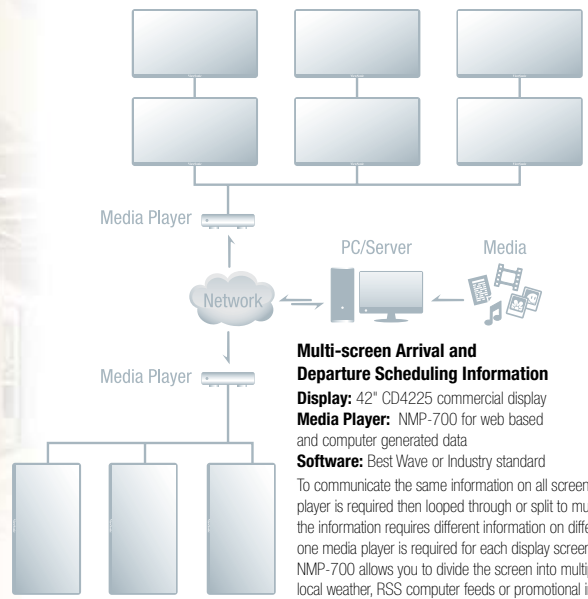 Media Player
PC/Server
Media
Network
Media Player
Multi-screen Arrival and
Departure Scheduling Information
Display: 42" CD4225 commercial display
Media Player: NMP-700 for web based
and computer generated data
Software: Best Wave or Industry standard
To communicate the same information on all screen
player is required then looped through or split to mu
the information requires different information on diffe
one media player is required for each display screen
NMP-700 allows you to divide the screen into multip
local weather, RSS computer feeds or promotional i